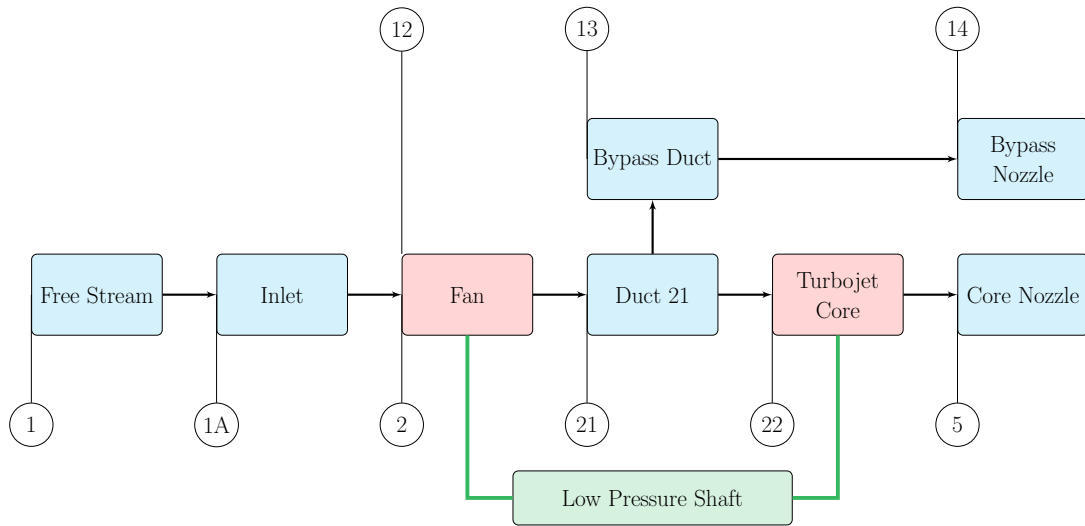 12
13
14
Bypass Duct
Bypass
Nozzle
Free Stream
Inlet
Fan
Duct 21
Turbojet
Core
Core Nozzle
1
1A
2
21
22
5
Low Pressure Shaft